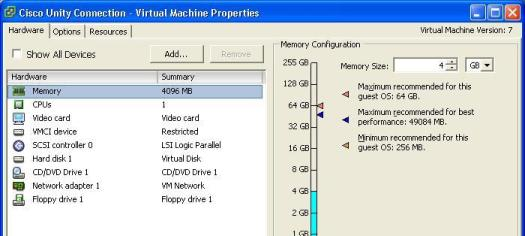 Cisco Unity Connection - Virtual Machine Properties
Hardware Options Resources Virtual Machine Version: 7
Show All Devices Add... Remove
Hardware Summary
Memory 4096 MB
CPUs 1
Video card Video card
VMCI device Restricted
SCSI controller 0 LSI Logic Parallel
Hard disk 1 Virtual Disk
CD/DVD Drive 1 CD/DVD Drive 1
Network adapter 1 VM Network
Floppy drive 1 Floppy drive 1
Memory Configuration
255 GB
128 GB
64 GB
32 GB
16 GB
8 GB
4 GB
2 GB
1 GB
Memory Size: 4 GB
Maximum recommended for this
guest OS: 64 GB.
Maximum recommended for best
performance: 49084 MB.
Minimum recommended for this
guest OS: 256 MB.